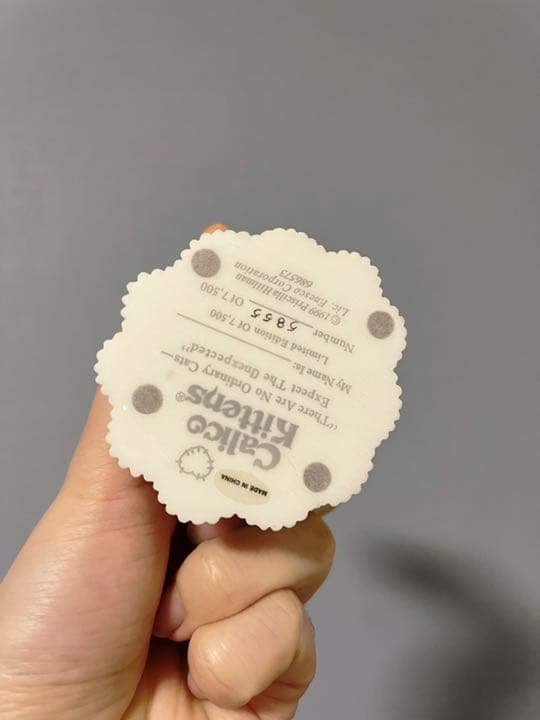 MADE IN CHINA
Calico
Kittens®
"There Are No Ordinary Cats—
Expect The Unexpected"
My Name Is:
Limited Edition Of 7,500
Number 5855 Of 7,500
©1999 Priscilla Hillman
Lic. Enesco Corporation
686573